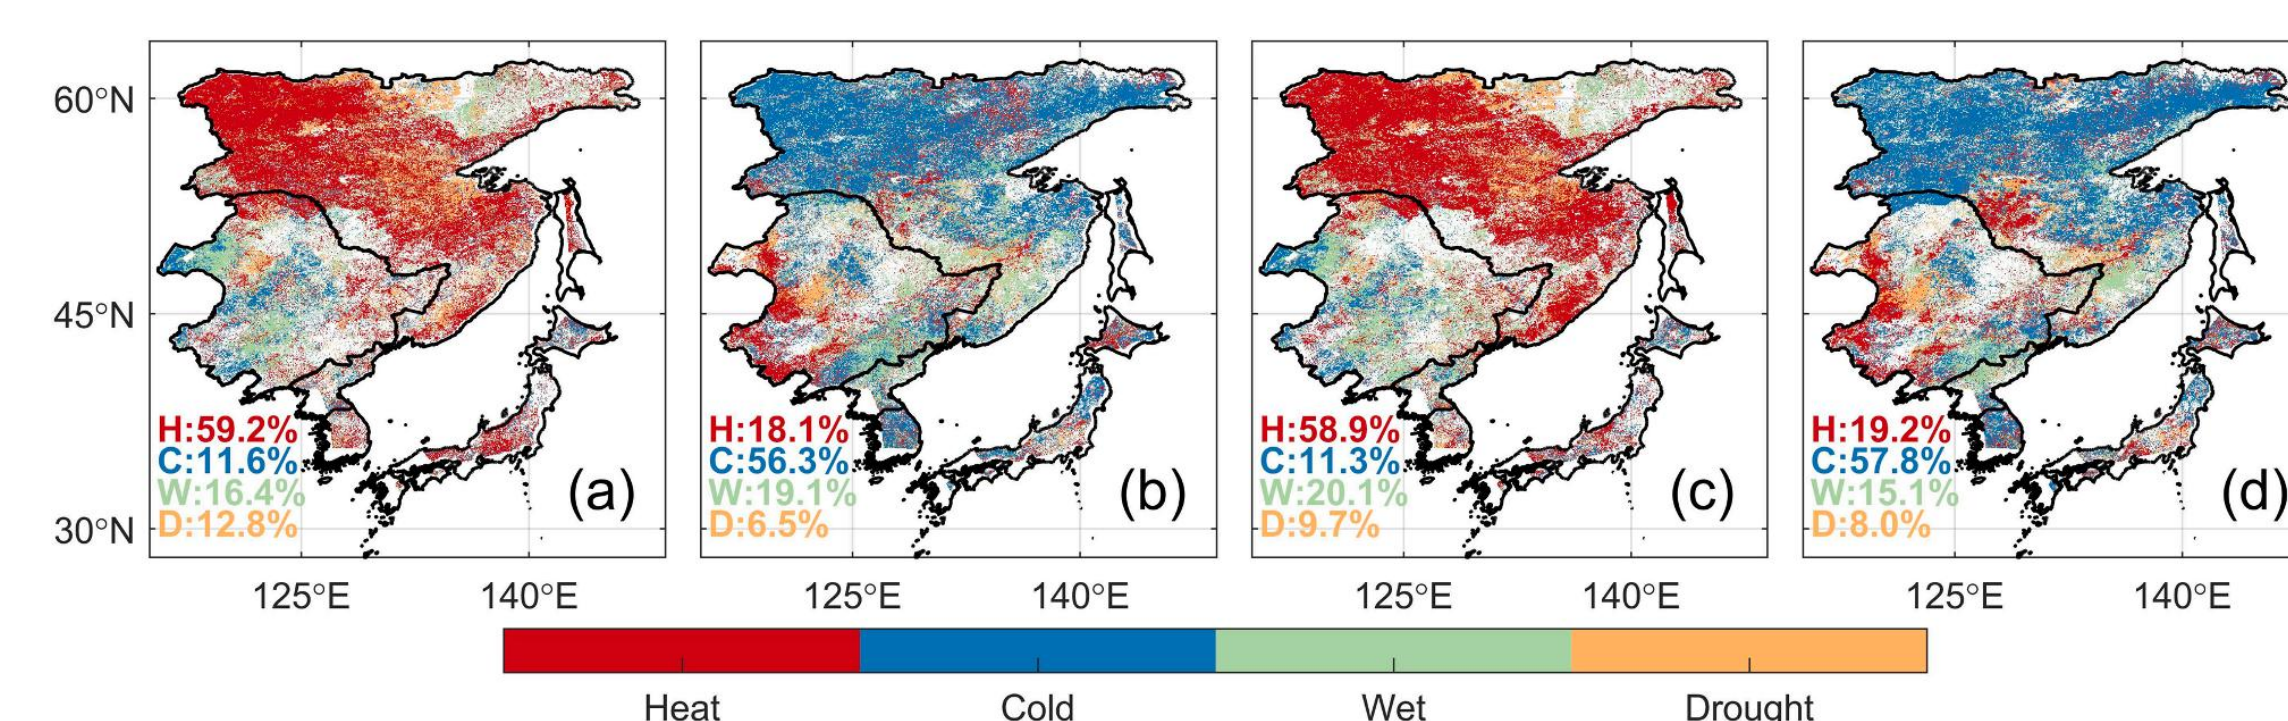 60°N
45°N
30°N
H:59.2%
C:11.6%
W:16.4%
D:12.8%
(a)
H:18.1%
C:56.3%
W:19.1%
D:6.5%
(b)
H:58.9%
C:11.3%
W:20.1%
D:9.7%
(c)
H:19.2%
C:57.8%
W:15.1%
D:8.0%
(d)
125°E 140°E 125°E 140°E 125°E 140°E 125°E 140°E
Heat Cold Wet Drought